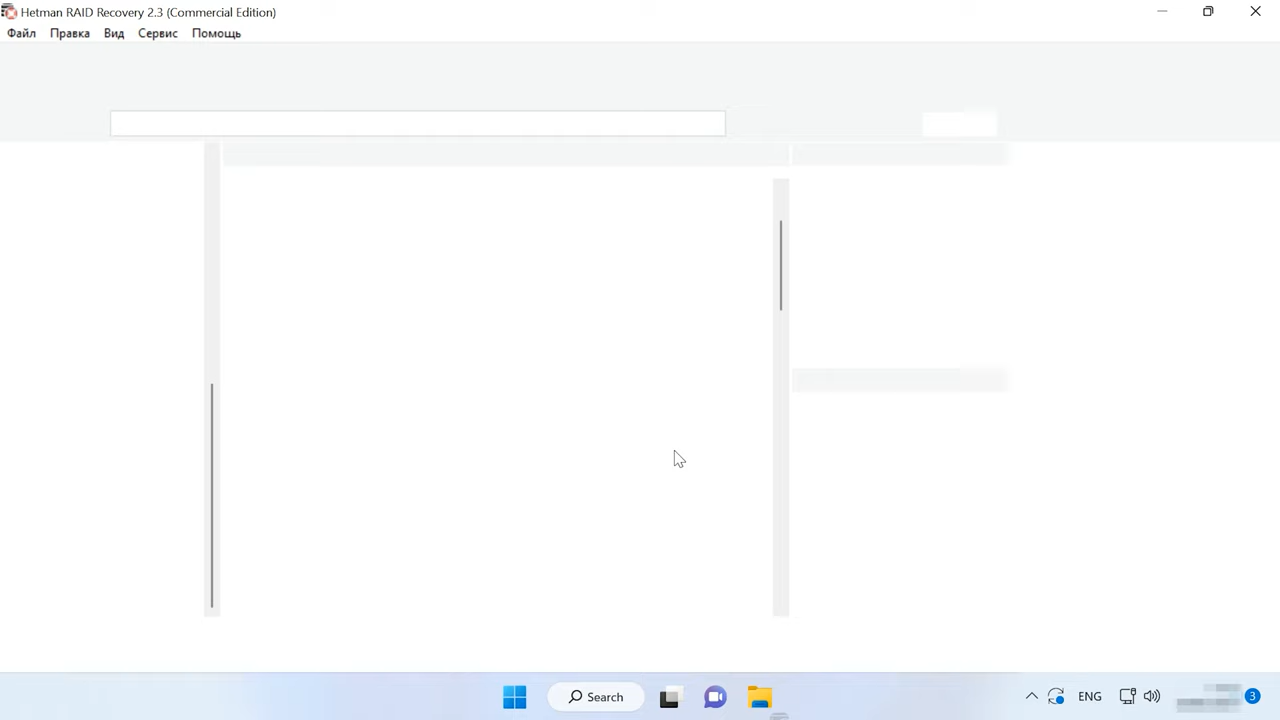 Hetman RAID Recovery 2.3 (Commercial Edition)
Файл Правка Вид Сервис Помощь
Search
ENG
3